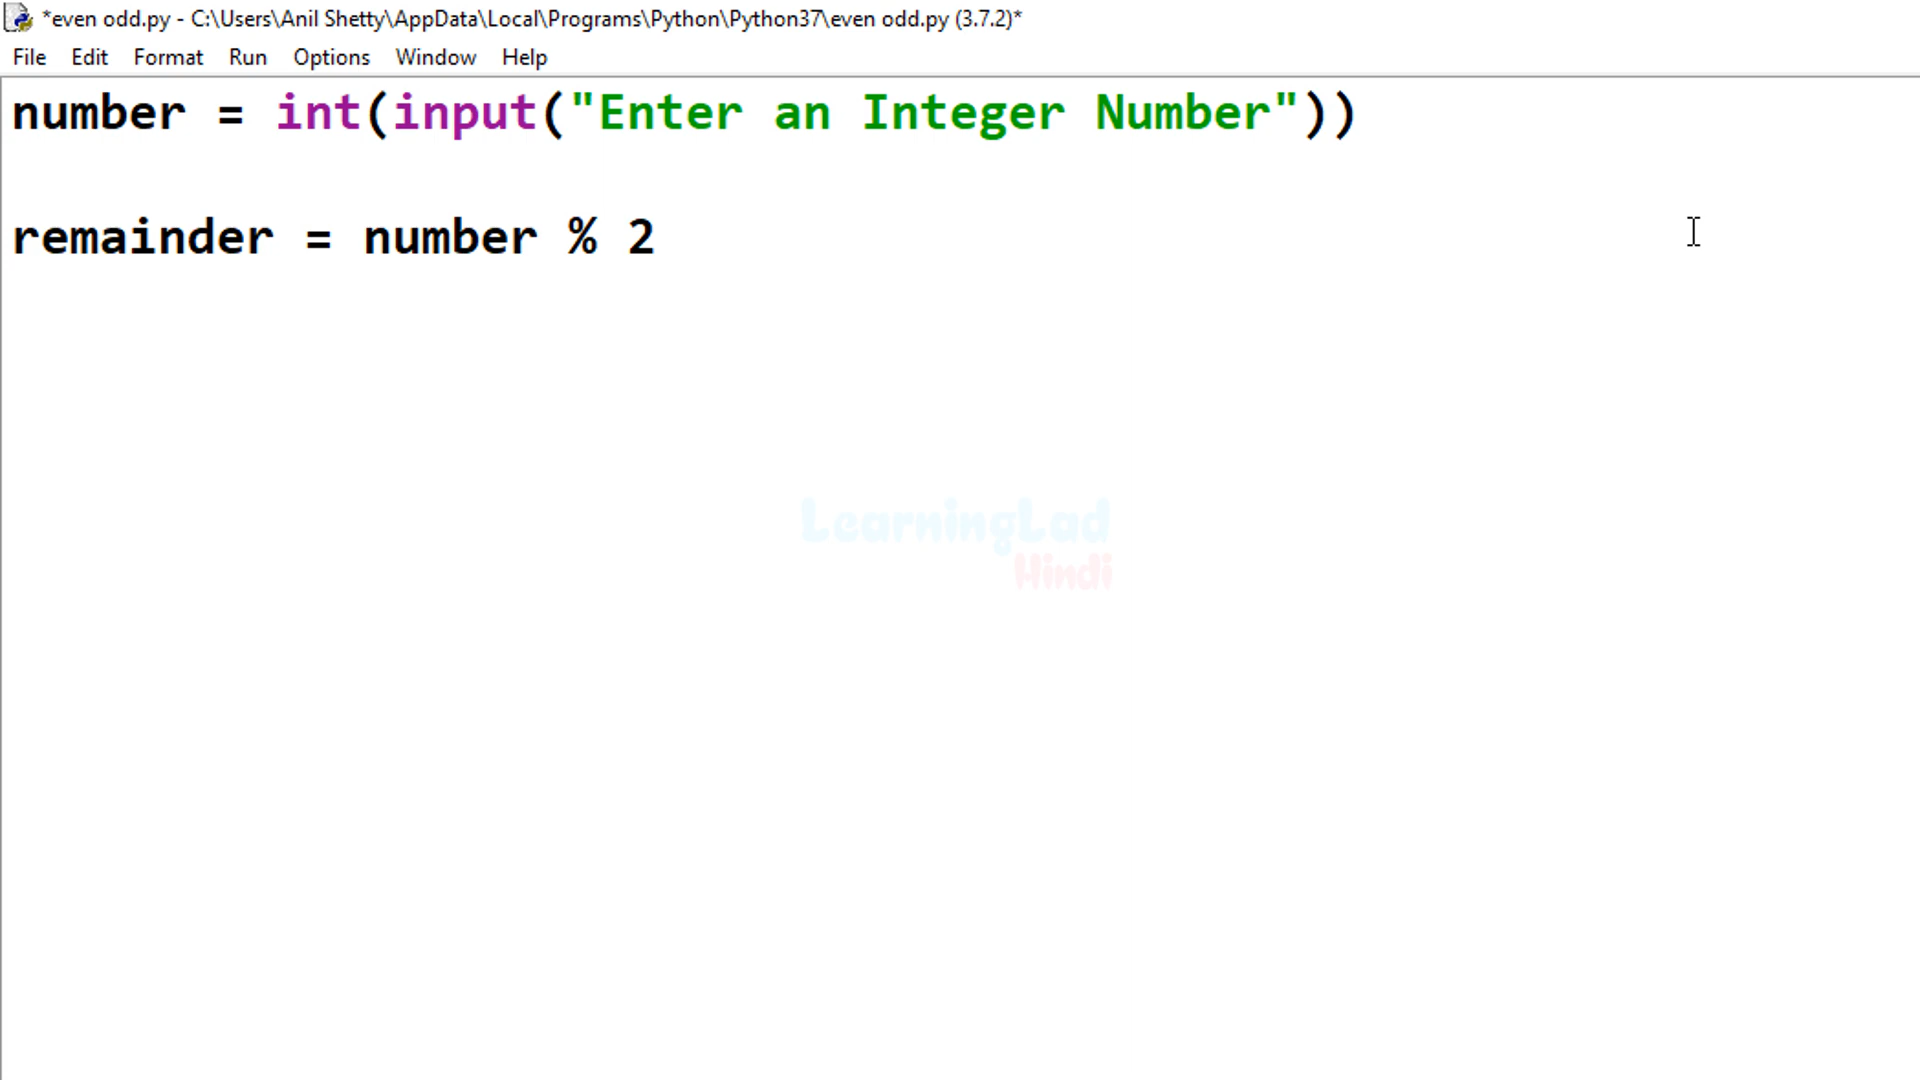 *even odd.py - C:\Users\Anil Shetty\AppData\Local\Programs\Python\Python37\even odd.py (3.7.2)*
File Edit Format Run Options Window Help
number = int(input("Enter an Integer Number"))
remainder = number % 2
LearningLad
Hindi